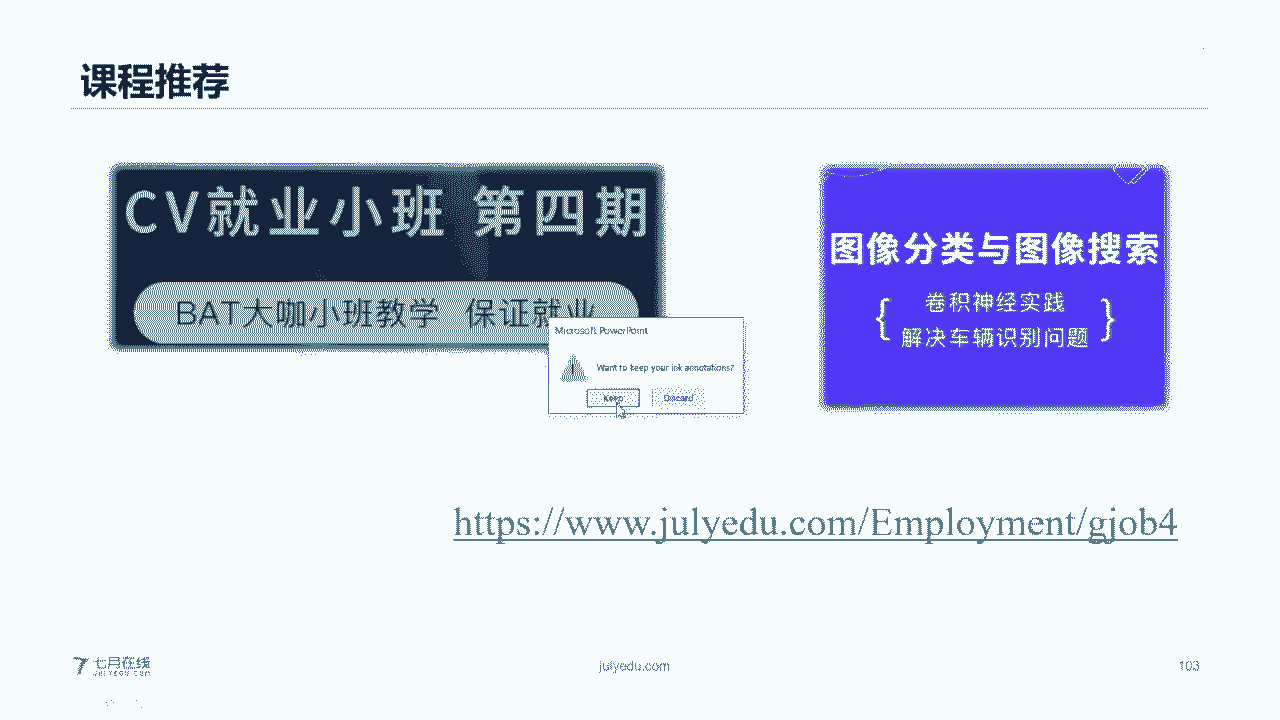 课程推荐
CV就业小班 第四期
BAT大咖小班教学 保证就业
图像分类与图像搜索
{ 卷积神经实践
解决车辆识别问题 }
Microsoft PowerPoint
Want to keep your ink annotations?
Keep Discard
https://www.julyedu.com/Employment/gjob4
七月在线
JULYEDU.COM
julyedu.com
103